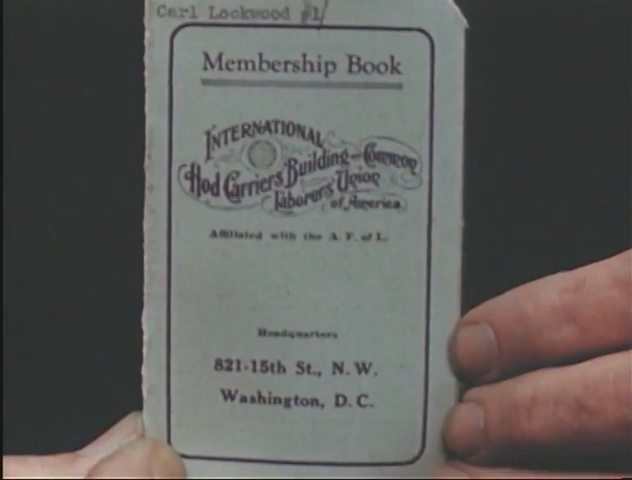 Carl Lockwood #1
Membership Book
INTERNATIONAL
Hod Carriers' Building and Common
Laborers' Union
of America
Affiliated with the A. F. of L.
Headquarters
821-15th St., N. W.
Washington, D. C.